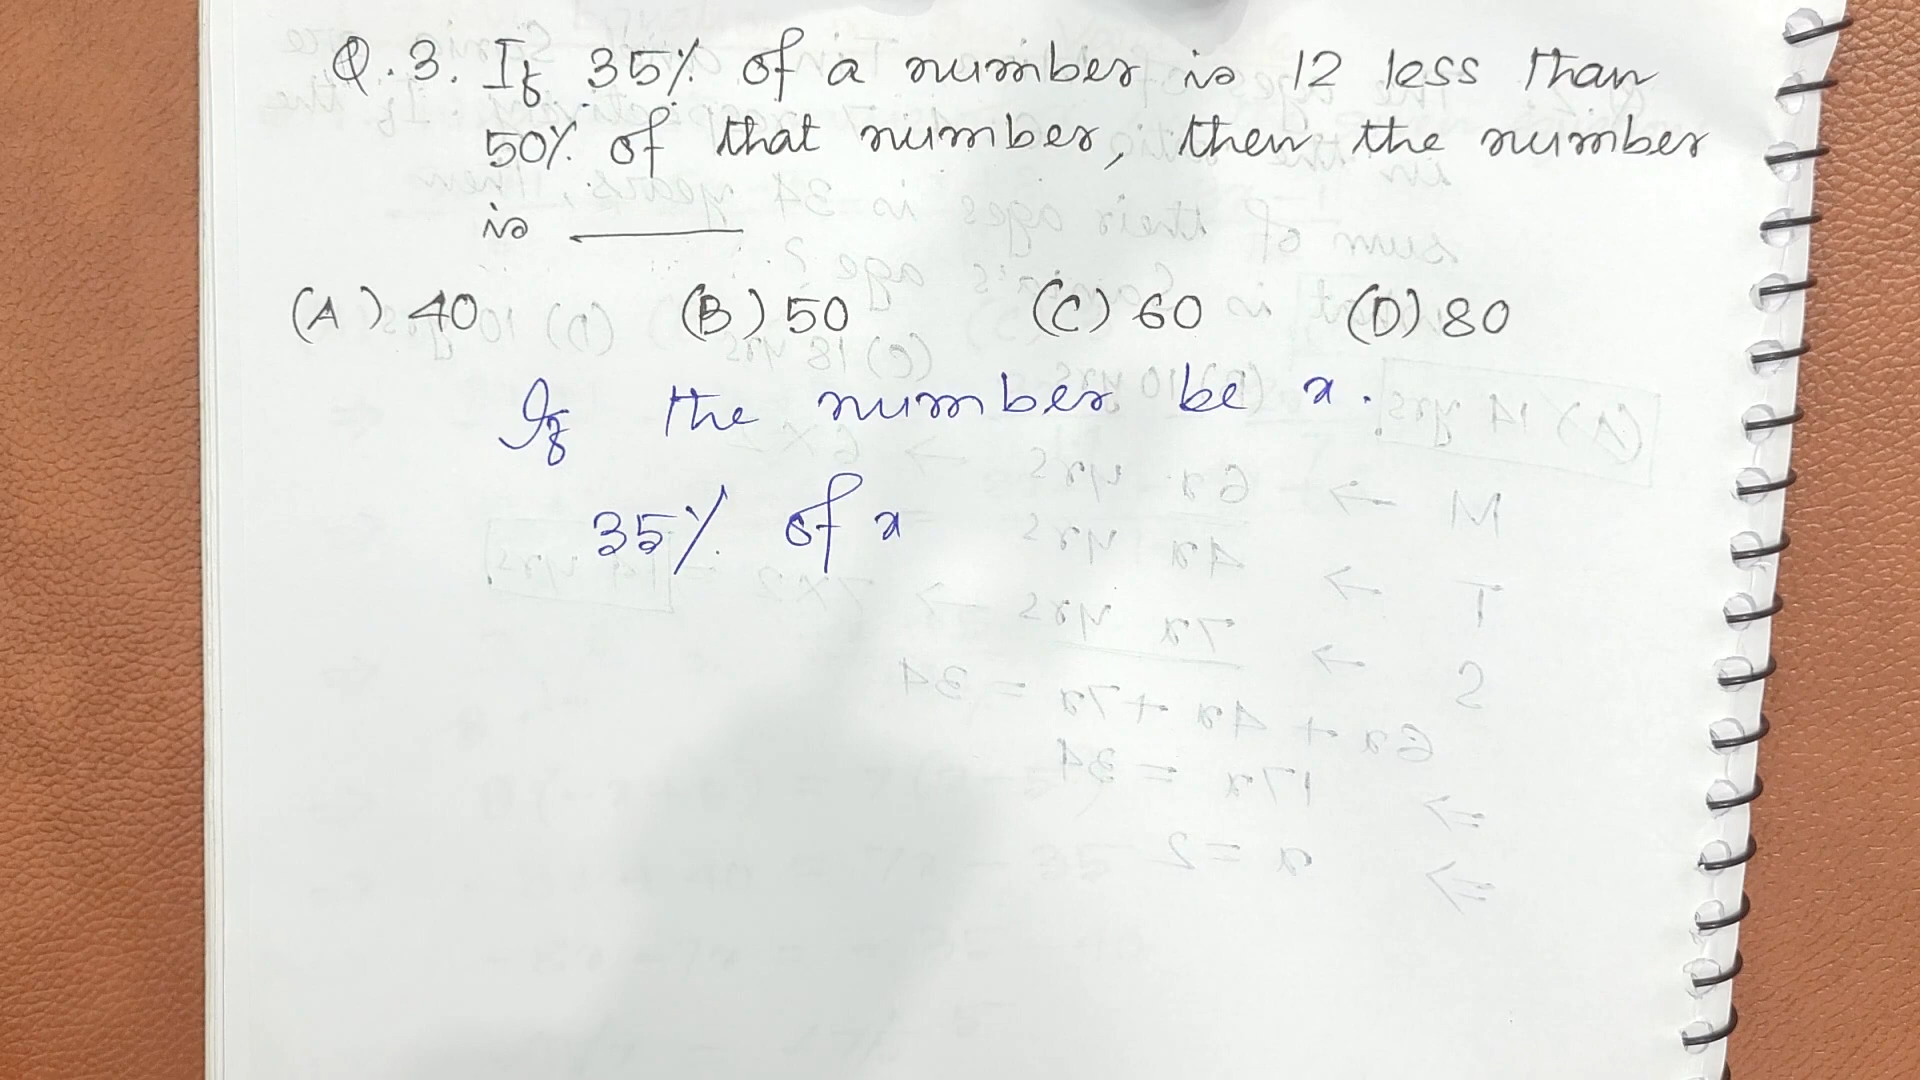 Q.3. If 35% of a number is 12 less than
50% of that number, then the number
is ______
(A) 40 (B) 50 (C) 60 (D) 80
If the number be x.
35% of x